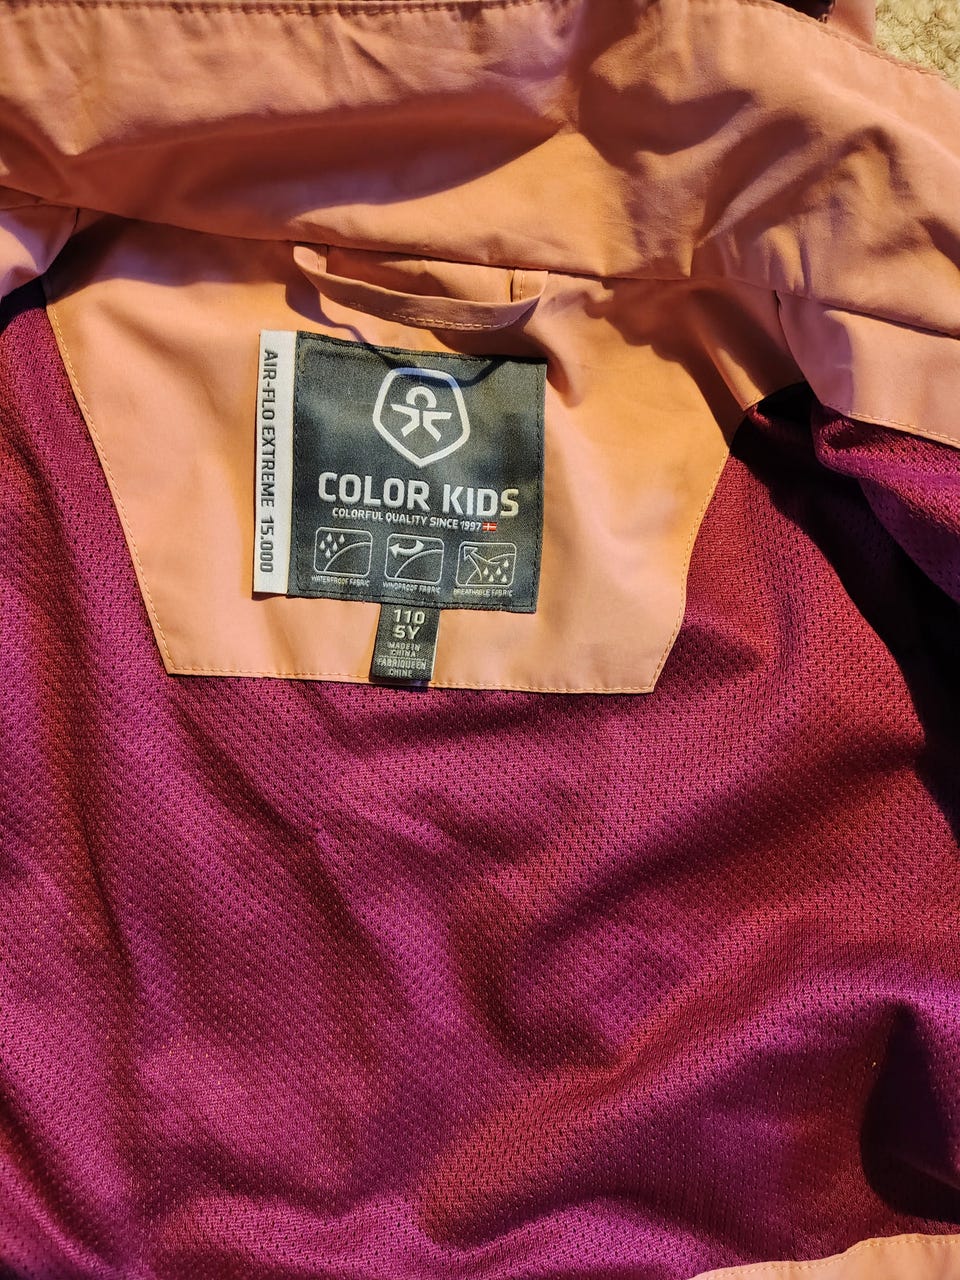 AIR-FLO EXTREME 15.000
COLOR KIDS
COLORFUL QUALITY SINCE 1997
WATERPROOF FABRIC
WINDPROOF FABRIC
BREATHABLE FABRIC
110
5Y
MADE IN
CHINA
FABRIQUE EN
CHINE